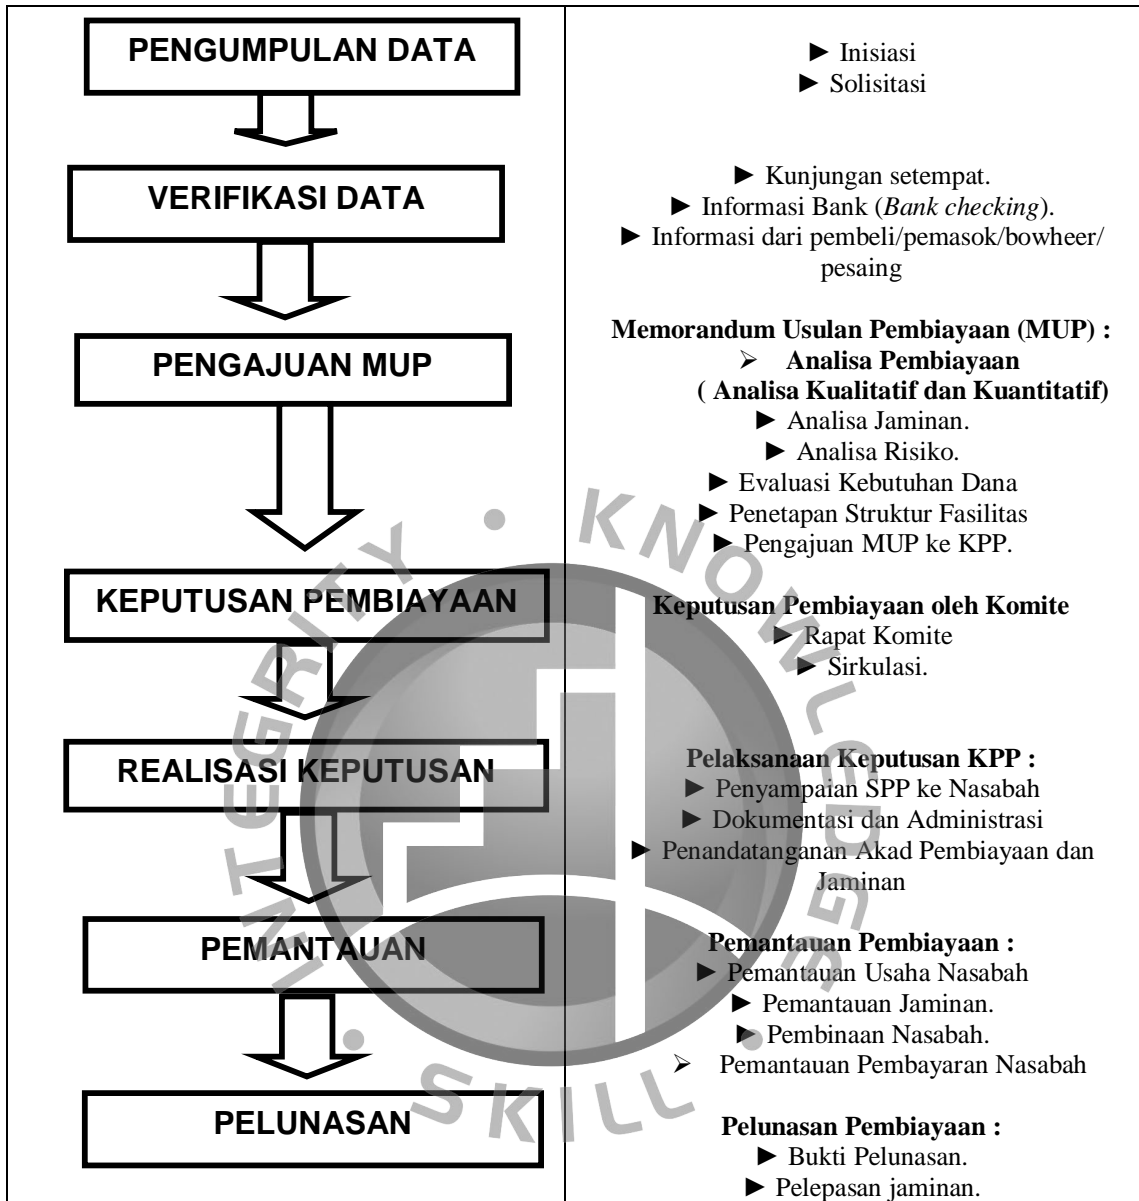 PENGUMPULAN DATA
► Inisiasi
► Solisitasi
VERIFIKASI DATA
► Kunjungan setempat.
► Informasi Bank (Bank checking).
► Informasi dari pembeli/pemasok/bowheer/
pesaing
PENGAJUAN MUP
Memorandum Usulan Pembiayaan (MUP) :
➢ Analisa Pembiayaan
( Analisa Kualitatif dan Kuantitatif)
► Analisa Jaminan.
► Analisa Risiko.
► Evaluasi Kebutuhan Dana
► Penetapan Struktur Fasilitas
► Pengajuan MUP ke KPP.
KEPUTUSAN PEMBIAYAAN
Keputusan Pembiayaan oleh Komite
► Rapat Komite
► Sirkulasi.
REALISASI KEPUTUSAN
Pelaksanaan Keputusan KPP :
► Penyampaian SPP ke Nasabah
► Dokumentasi dan Administrasi
► Penandatanganan Akad Pembiayaan dan
Jaminan
PEMANTAUAN
Pemantauan Pembiayaan :
► Pemantauan Usaha Nasabah
► Pemantauan Jaminan.
► Pembinaan Nasabah.
➢ Pemantauan Pembayaran Nasabah
PELUNASAN
Pelunasan Pembiayaan :
► Bukti Pelunasan.
► Pelepasan jaminan.
INTEGRITY • KNOWLEDGE • SKILL •